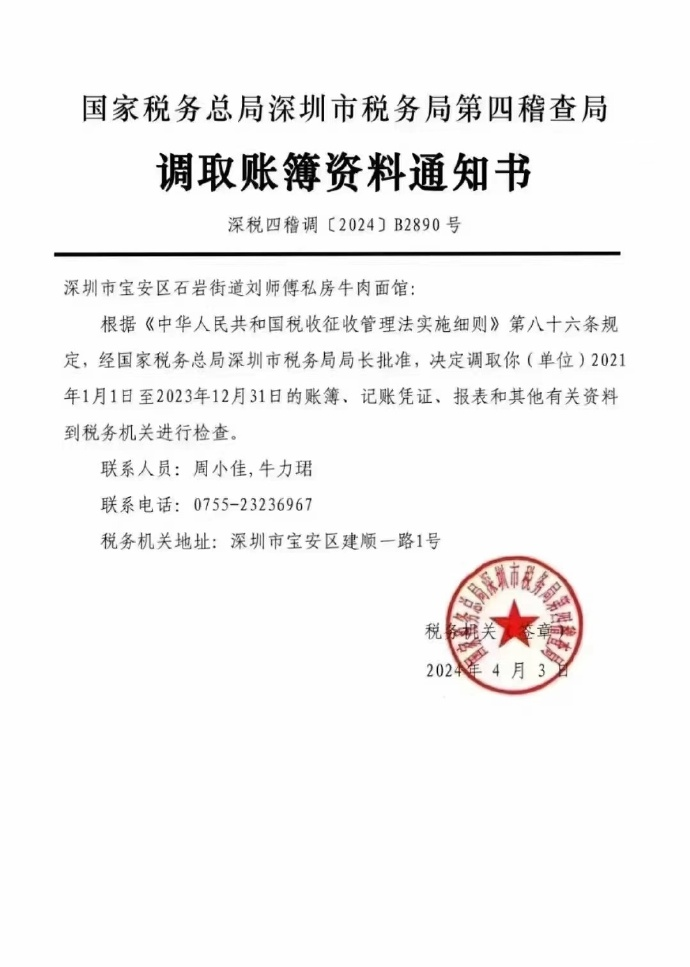 国家税务总局深圳市税务局第四稽查局
调取账簿资料通知书
深税四稽调〔2024〕B2890 号
深圳市宝安区石岩街道刘师傅私房牛肉面馆:
根据《中华人民共和国税收征收管理法实施细则》第八十六条规
定，经国家税务总局深圳市税务局局长批准，决定调取你（单位）2021
年1月1日至2023年12月31日的账簿、记账凭证、报表和其他有关资料
到税务机关进行检查。
联系人员：周小佳,牛力珺
联系电话：0755-23236967
税务机关地址：深圳市宝安区建顺一路1号
国家税务总局深圳市税务局第四稽查局
税务机关（签章）
2024年 4 月 3 日